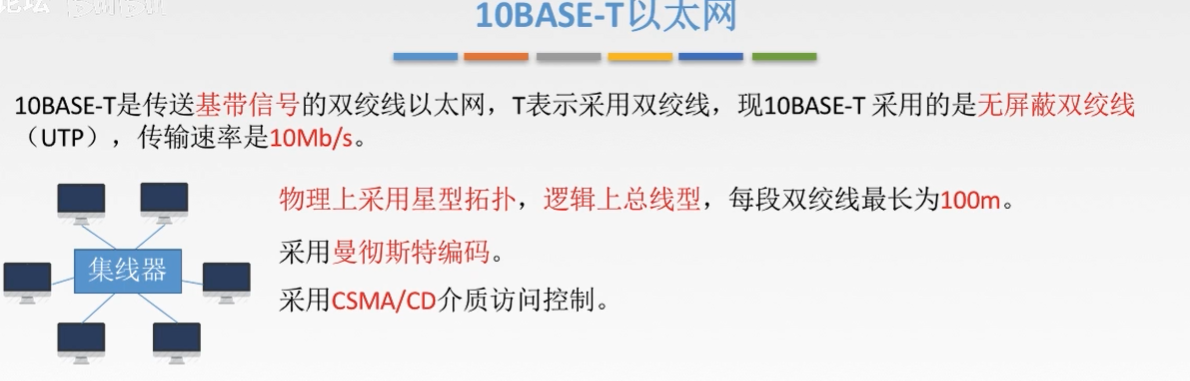 10BASE-T以太网
10BASE-T是传送基带信号的双绞线以太网，T表示采用双绞线，现10BASE-T 采用的是无屏蔽双绞线
（UTP），传输速率是10Mb/s。
物理上采用星型拓扑，逻辑上总线型，每段双绞线最长为100m。
采用曼彻斯特编码。
集线器
采用CSMA/CD介质访问控制。